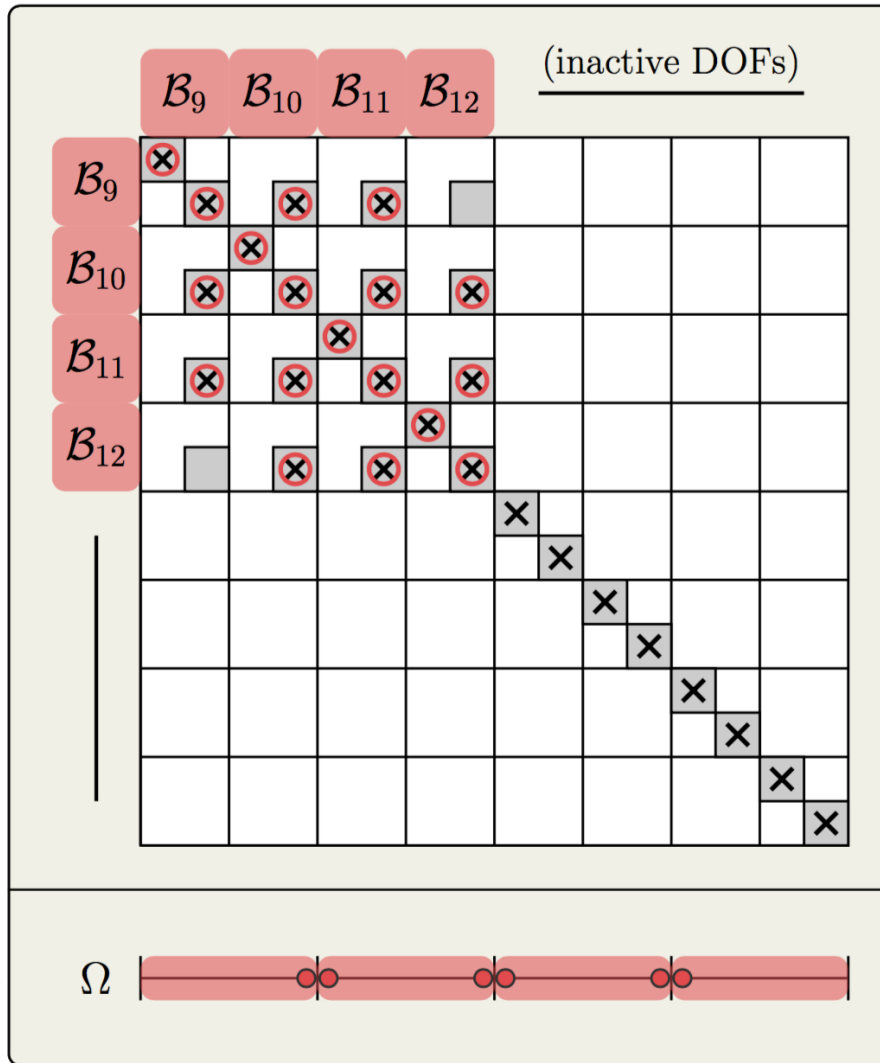 (inactive DOFs)
ℬ₉ ℬ₁₀ ℬ₁₁ ℬ₁₂
ℬ₉
ℬ₁₀
ℬ₁₁
ℬ₁₂
Ω